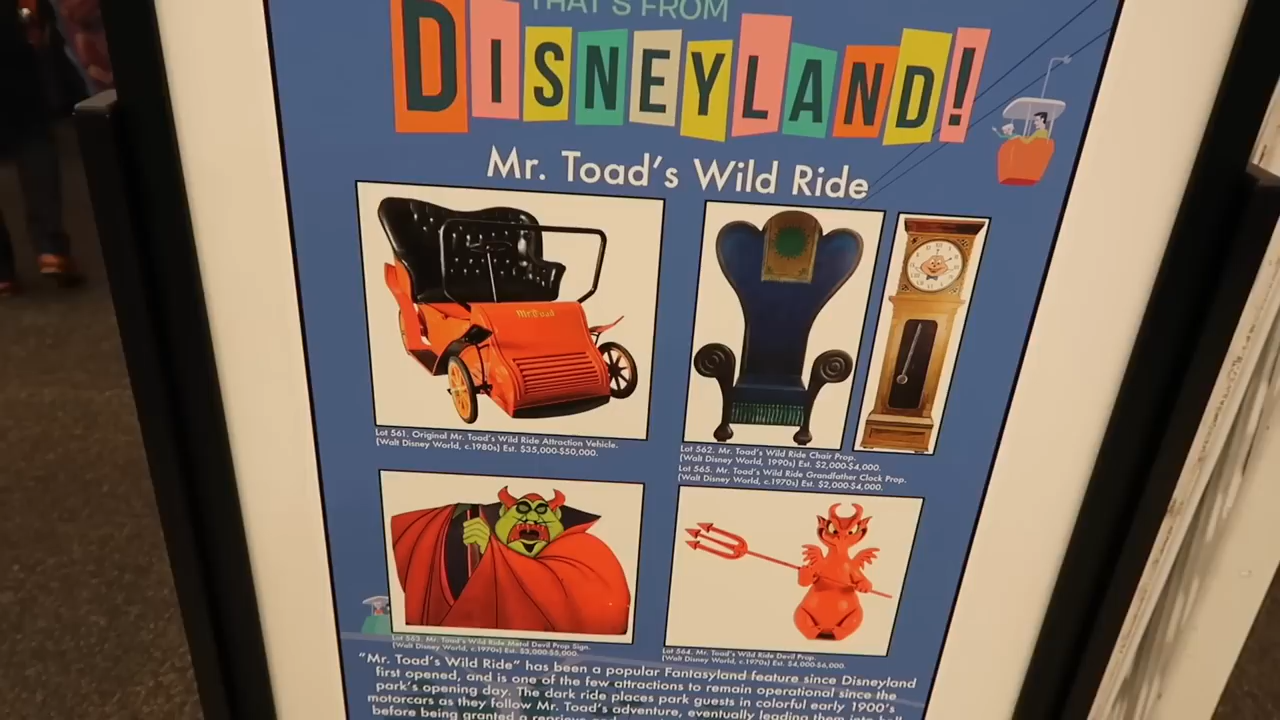 THAT'S FROM
DISNEYLAND!
Mr. Toad's Wild Ride
Mr. Toad
Lot 561. Original Mr. Toad's Wild Ride Attraction Vehicle.
(Walt Disney World, c.1980s) Est. $35,000-$50,000.
Lot 562. Mr. Toad's Wild Ride Chair Prop.
(Walt Disney World, 1990s) Est. $2,000-$4,000.
Lot 565. Mr. Toad's Wild Ride Grandfather Clock Prop.
(Walt Disney World, c.1970s) Est. $2,000-$4,000.
Lot 563. Mr. Toad's Wild Ride Metal Devil Prop Sign.
(Walt Disney World, c.1970s) Est. $3,000-$5,000.
Lot 564. Mr. Toad's Wild Ride Devil Prop.
(Walt Disney World, c.1970s) Est. $4,000-$6,000.
"Mr. Toad's Wild Ride" has been a popular Fantasyland feature since Disneyland
first opened, and is one of the few attractions to remain operational since the
park's opening day. The dark ride places park guests in colorful early 1900's
motorcars as they follow Mr. Toad's adventure, eventually leading them into hell
before being granted a reprieve and